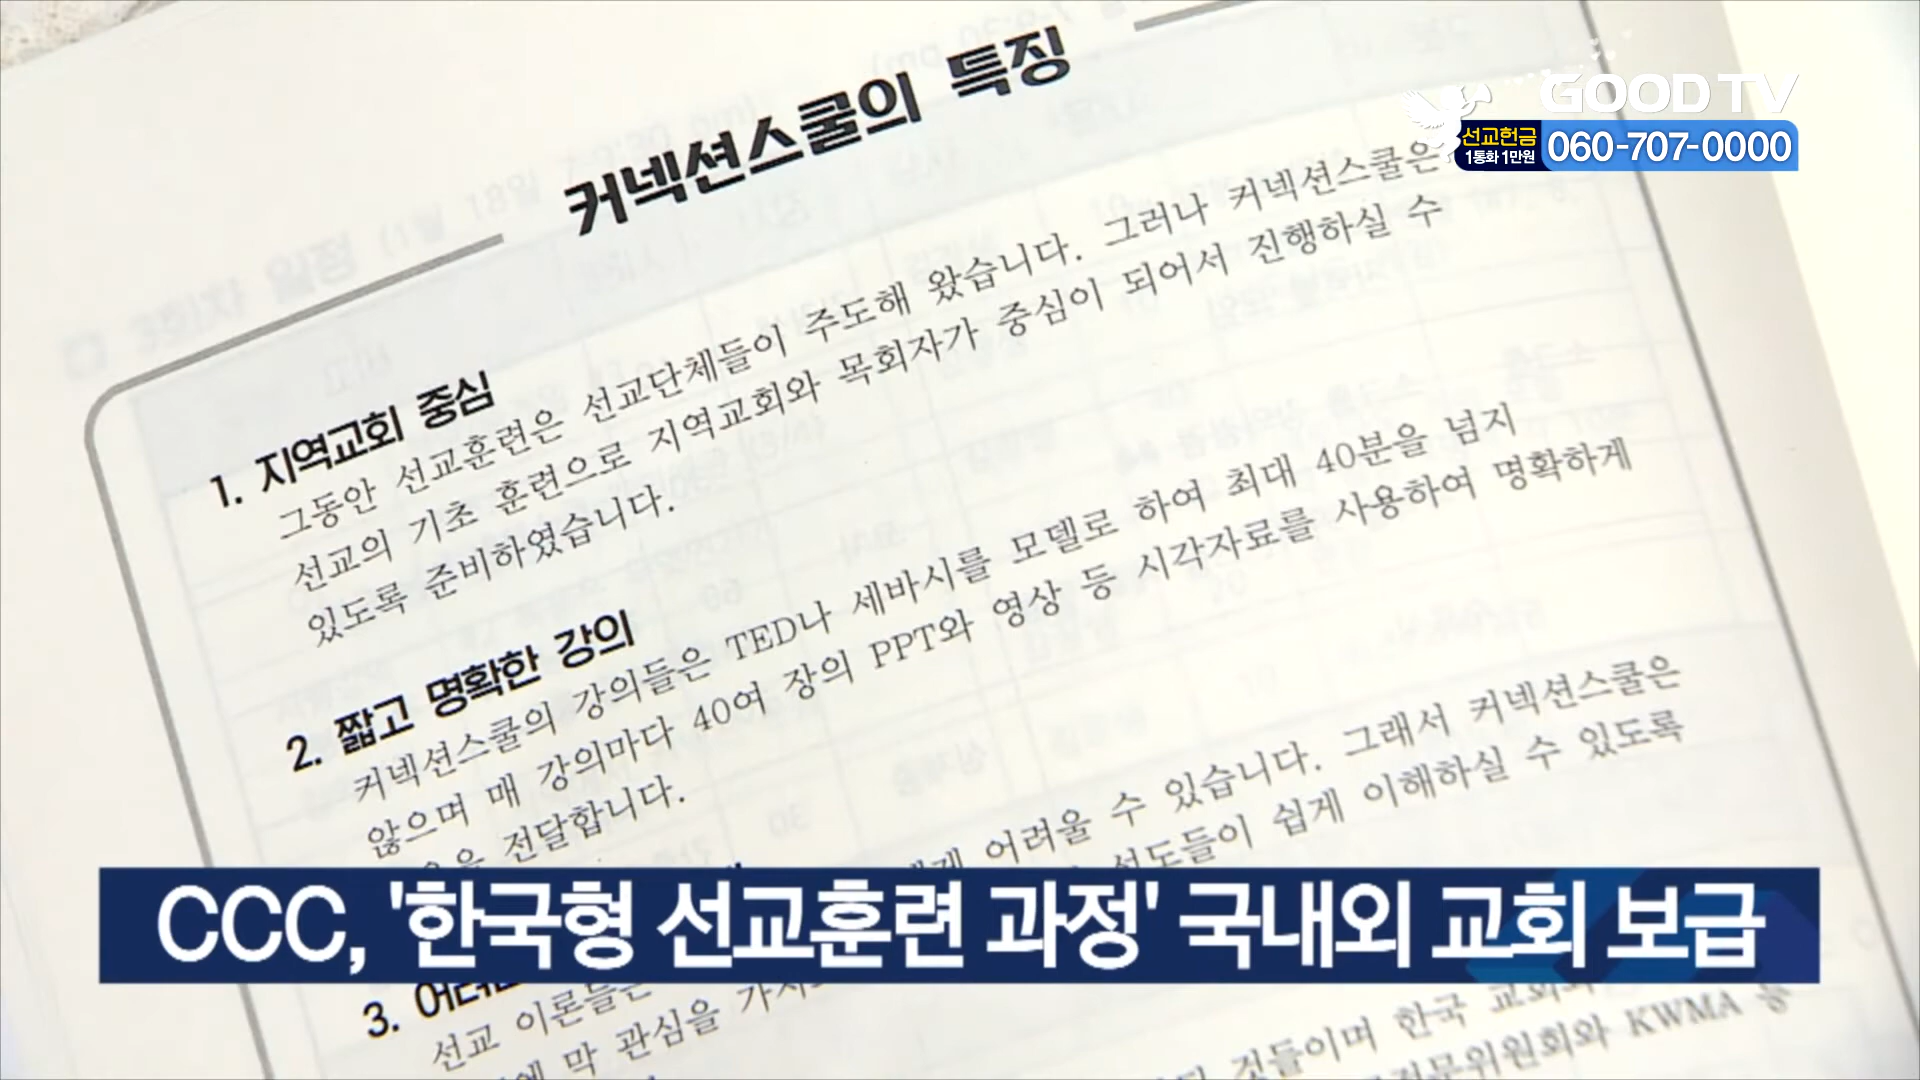 GOOD TV
선교헌금
1통화 1만원
060-707-0000
커넥션스쿨의 특징
1. 지역교회 중심
그동안 선교훈련은 선교단체들이 주도해 왔습니다. 그러나 커넥션스쿨은
선교의 기초 훈련으로 지역교회와 목회자가 중심이 되어서 진행하실 수
있도록 준비하였습니다.
2. 짧고 명확한 강의
커넥션스쿨의 강의들은 TED나 세바시를 모델로 하여 최대 40분을 넘지
않으며 매 강의마다 40여 장의 PPT와 영상 등 시각자료를 사용하여 명확하게
전달합니다.
3.
선교 이론들은 어려울 수 있습니다. 그래서 커넥션스쿨은
막 관심을 성도들이 쉽게 이해하실 수 있도록
것들이며 한국
KWMA 등
CCC, '한국형 선교훈련 과정' 국내외 교회 보급